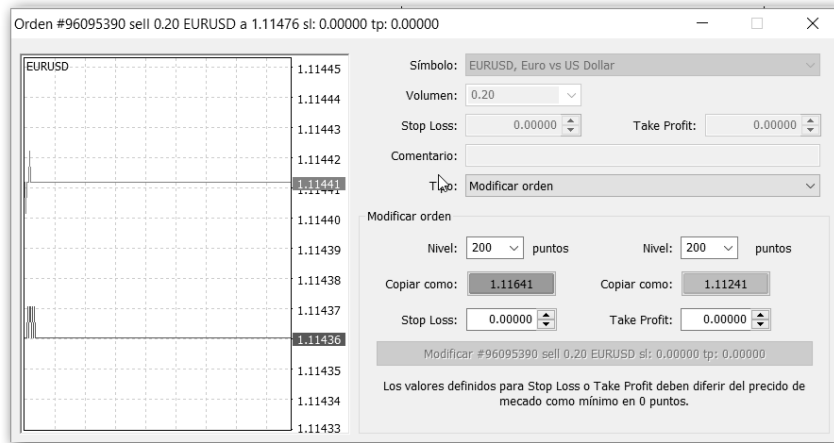 Orden #96095390 sell 0.20 EURUSD a 1.11476 sl: 0.00000 tp: 0.00000
EURUSD
1.11445
1.11444
1.11443
1.11442
1.11441
1.11440
1.11439
1.11438
1.11437
1.11436
1.11435
1.11434
1.11433
Símbolo: EURUSD, Euro vs US Dollar
Volumen: 0.20
Stop Loss: 0.00000 Take Profit: 0.00000
Comentario:
Modificar orden
Modificar orden
Nivel: 200 puntos Nivel: 200 puntos
Copiar como: 1.11641 Copiar como: 1.11241
Stop Loss: 0.00000 Take Profit: 0.00000
Modificar #96095390 sell 0.20 EURUSD sl: 0.00000 tp: 0.00000
Los valores definidos para Stop Loss o Take Profit deben diferir del precido de
mecado como mínimo en 0 puntos.